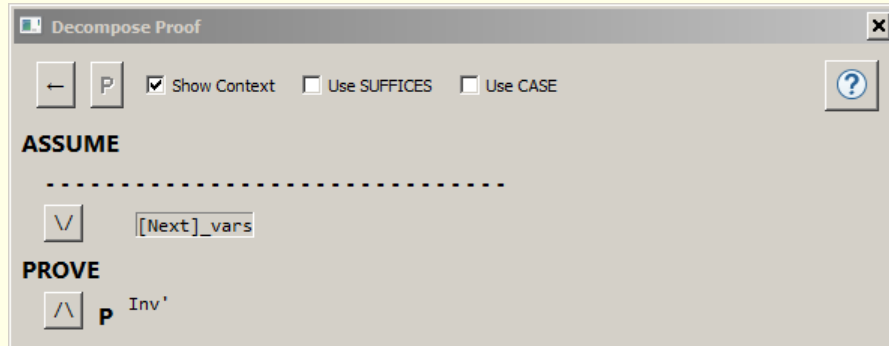 Decompose Proof
← P Show Context Use SUFFICES Use CASE ?
ASSUME
- - - - - - - - - - - - - - - - - - - - - - - - - - - - - - -
\/ [Next]_vars
PROVE
/\ P Inv'